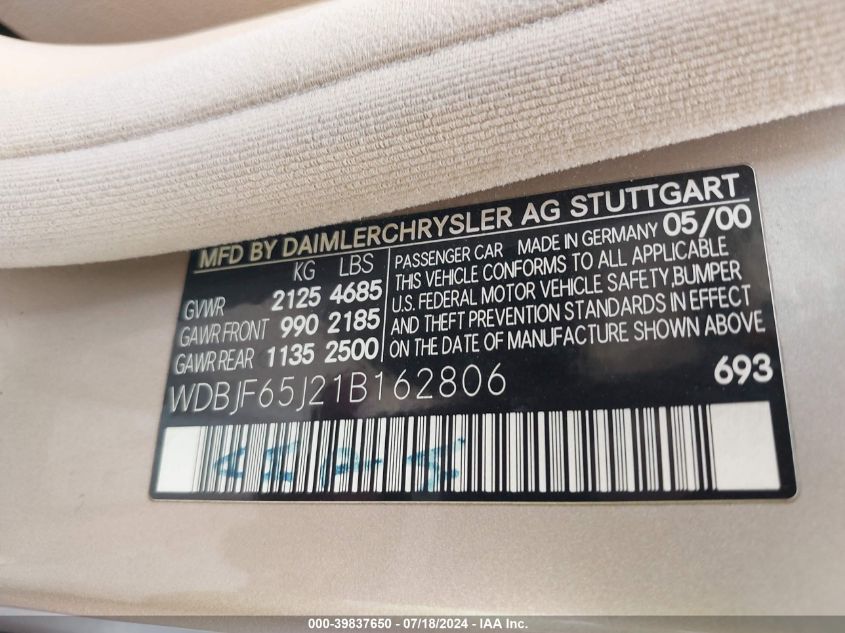 MFD BY DAIMLERCHRYSLER AG STUTTGART
KG LBS
GVWR 2125 4685
GAWR FRONT 990 2185
GAWR REAR 1135 2500
PASSENGER CAR MADE IN GERMANY 05/00
THIS VEHICLE CONFORMS TO ALL APPLICABLE
U.S. FEDERAL MOTOR VEHICLE SAFETY, BUMPER
AND THEFT PREVENTION STANDARDS IN EFFECT
ON THE DATE OF MANUFACTURE SHOWN ABOVE
WDBJF65J21B162806
693
000-39837650 - 07/18/2024 - IAA Inc.